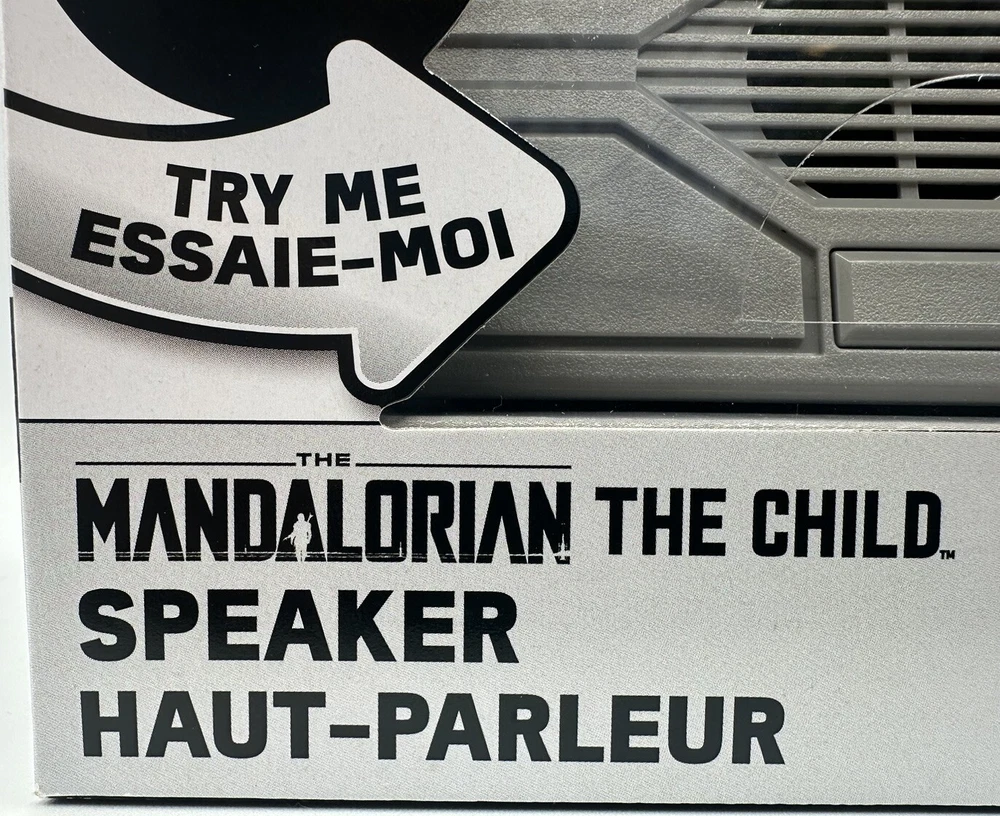 TRY ME
ESSAIE-MOI
THE
MANDALORIAN THE CHILD™
SPEAKER
HAUT-PARLEUR